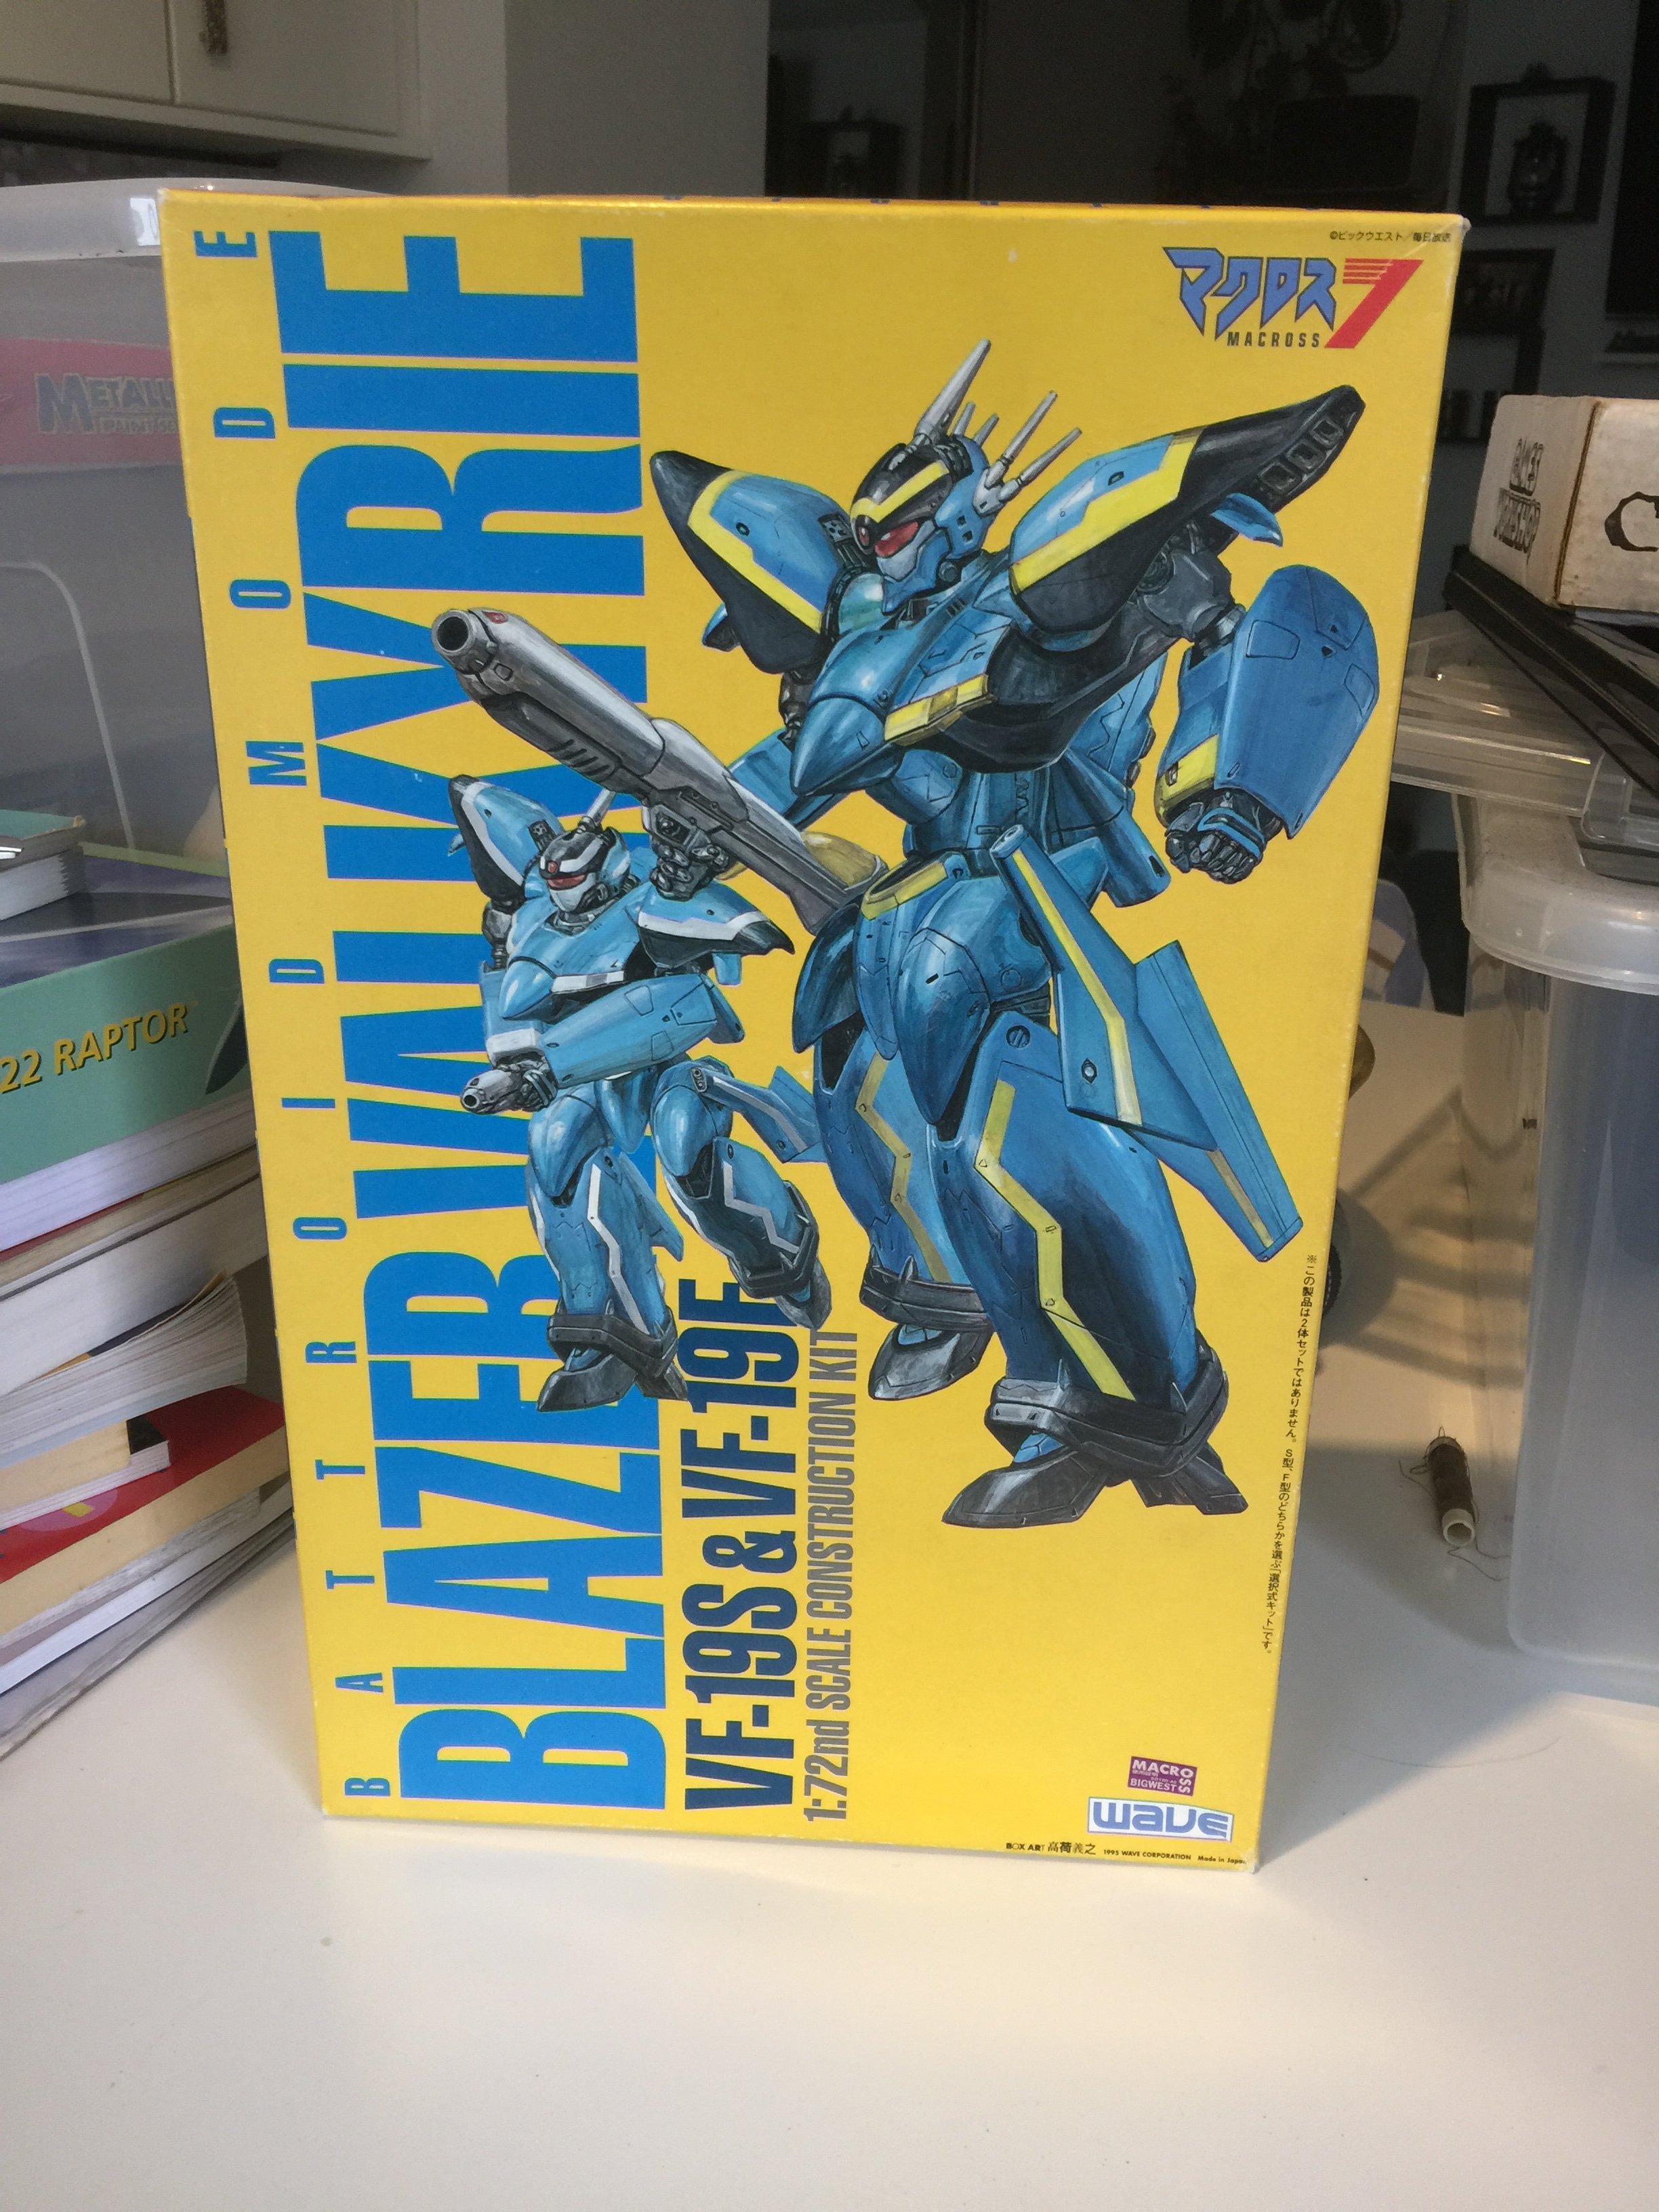 ©ビックウエスト／毎日放送
マクロス7
MACROSS
BATTROIDMODE
BLAZER VALKYRIE
VF-19S & VF-19F
1:72nd SCALE CONSTRUCTION KIT
※この製品は2体セットではありません。S型、F型のどちらかを選ぶ「選択式キット」です。
MACROSS
BIGWEST
WAVE
BOX ART 高荷義之 1995 WAVE CORPORATION Made in Japan
METALL
PAINT
22 RAPTOR